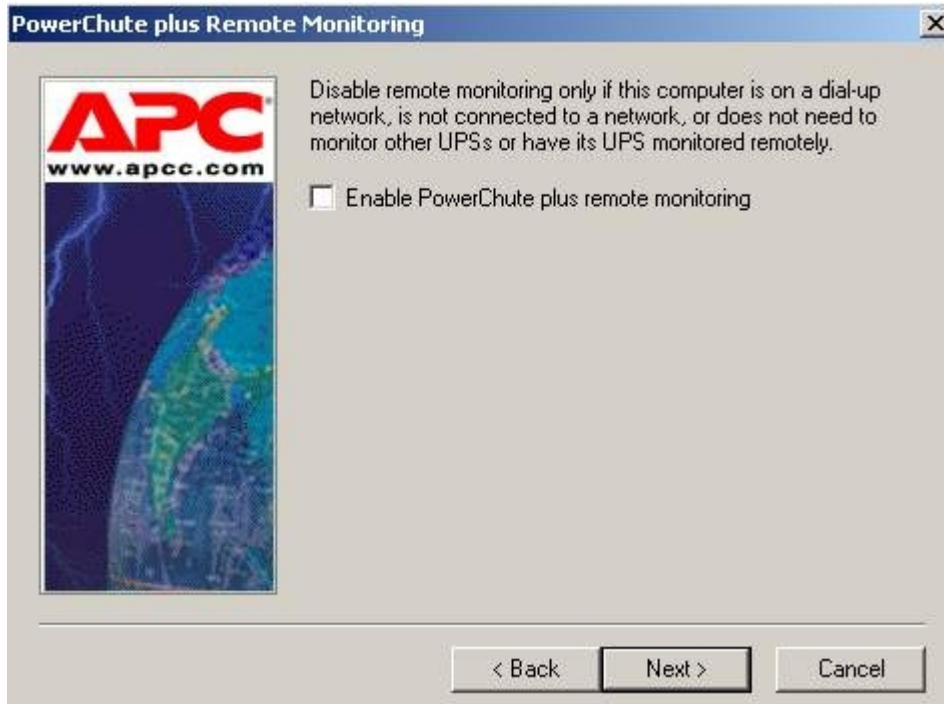 PowerChute plus Remote Monitoring
APC
www.apcc.com
Disable remote monitoring only if this computer is on a dial-up
network, is not connected to a network, or does not need to
monitor other UPSs or have its UPS monitored remotely.
Enable PowerChute plus remote monitoring
< Back
Next >
Cancel